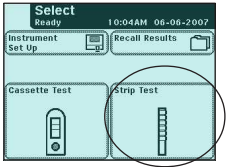 Select
Ready 10:04AM 06-06-2007
Instrument
Set Up
Recall Results
Cassette Test
Strip Test